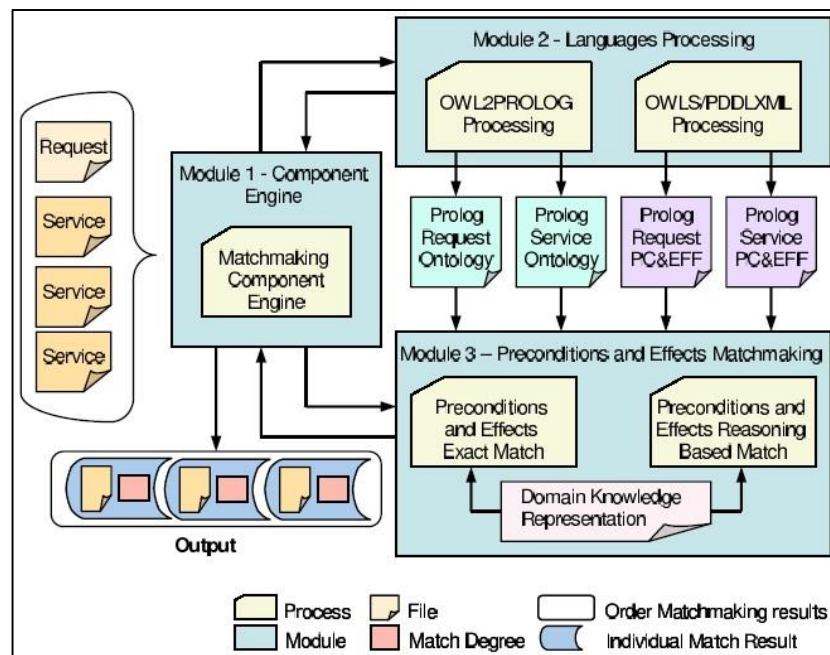 Module 2 - Languages Processing
OWL2PROLOG
Processing
OWLS/PDDLXML
Processing
Request
Service
Service
Service
Module 1 - Component
Engine
Matchmaking
Component
Engine
Prolog
Request
Ontology
Prolog
Service
Ontology
Prolog
Request
PC&EFF
Prolog
Service
PC&EFF
Module 3 – Preconditions and Effects Matchmaking
Preconditions
and Effects
Exact Match
Preconditions and
Effects Reasoning
Based Match
Domain Knowledge
Representation
Output
Process
File
Order Matchmaking results
Module
Match Degree
Individual Match Result